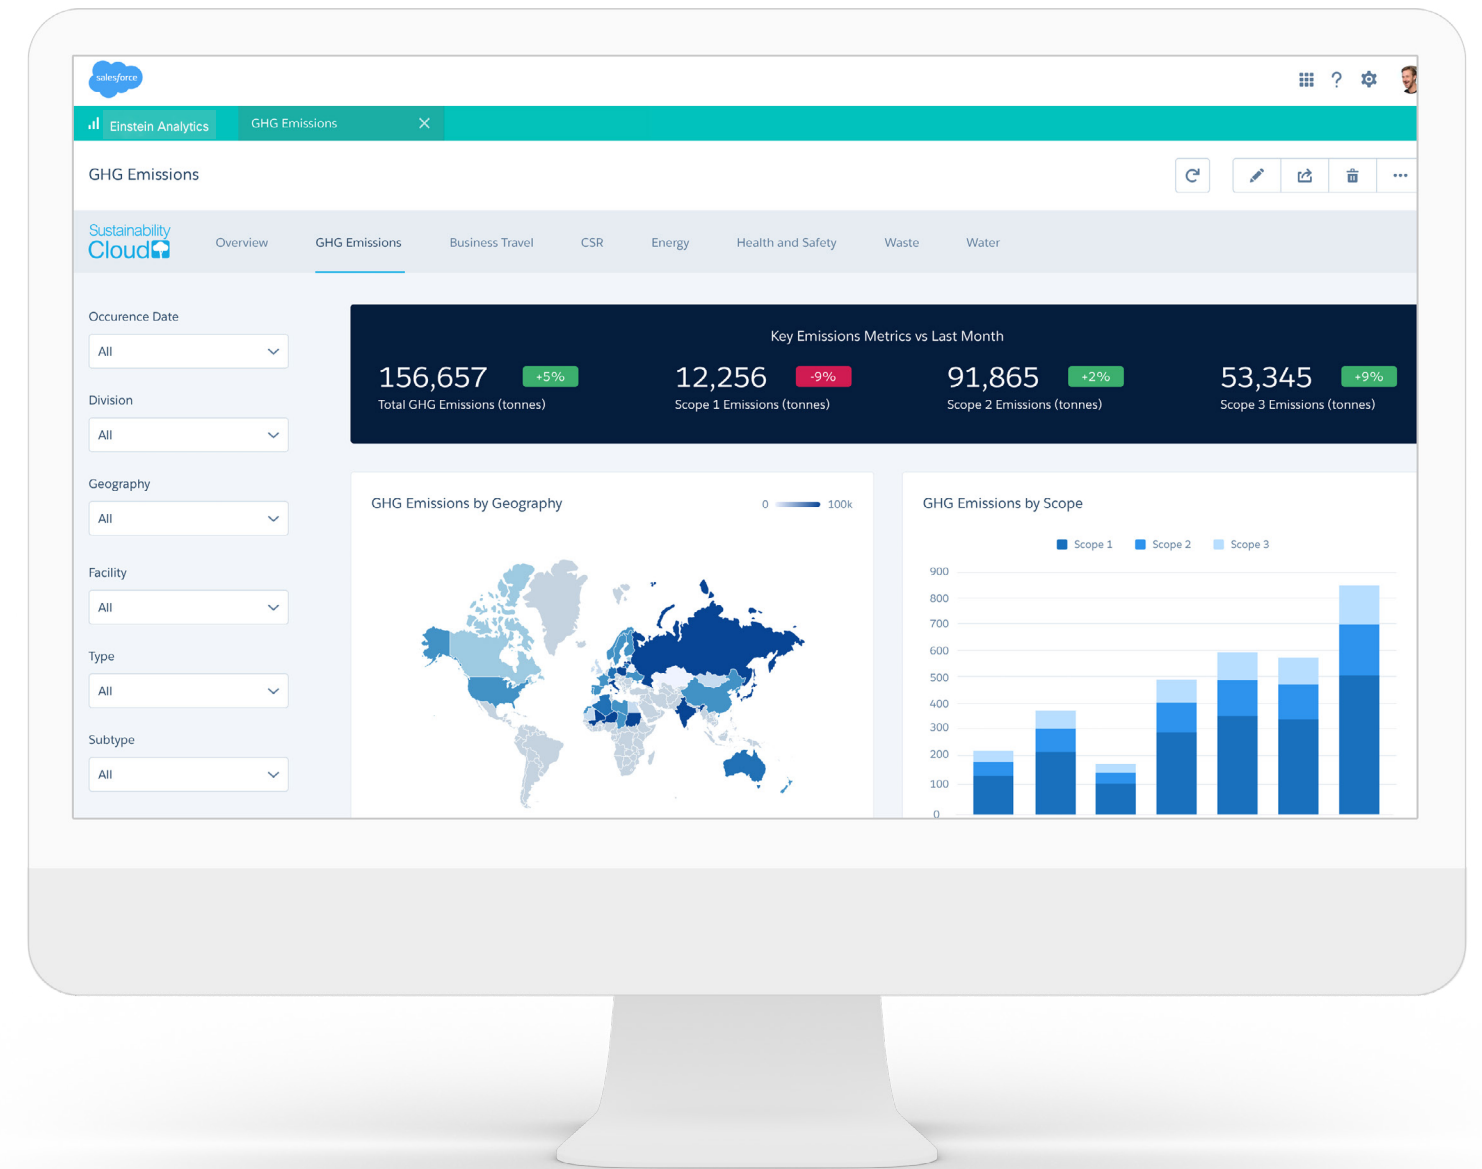 salesforce
?
Einstein Analytics
GHG Emissions
GHG Emissions
Sustainability
Cloud
Overview
GHG Emissions
Business Travel
CSR
Energy
Health and Safety
Waste
Water
Occurence Date
All
Division
All
Geography
All
Facility
All
Type
All
Subtype
All
Key Emissions Metrics vs Last Month
156,657 +5%
Total GHG Emissions (tonnes)
12,256 -9%
Scope 1 Emissions (tonnes)
91,865 +2%
Scope 2 Emissions (tonnes)
53,345 +9%
Scope 3 Emissions (tonnes)
GHG Emissions by Geography
0 100k
GHG Emissions by Scope
Scope 1 Scope 2 Scope 3
900
800
700
600
500
400
300
200
100
0